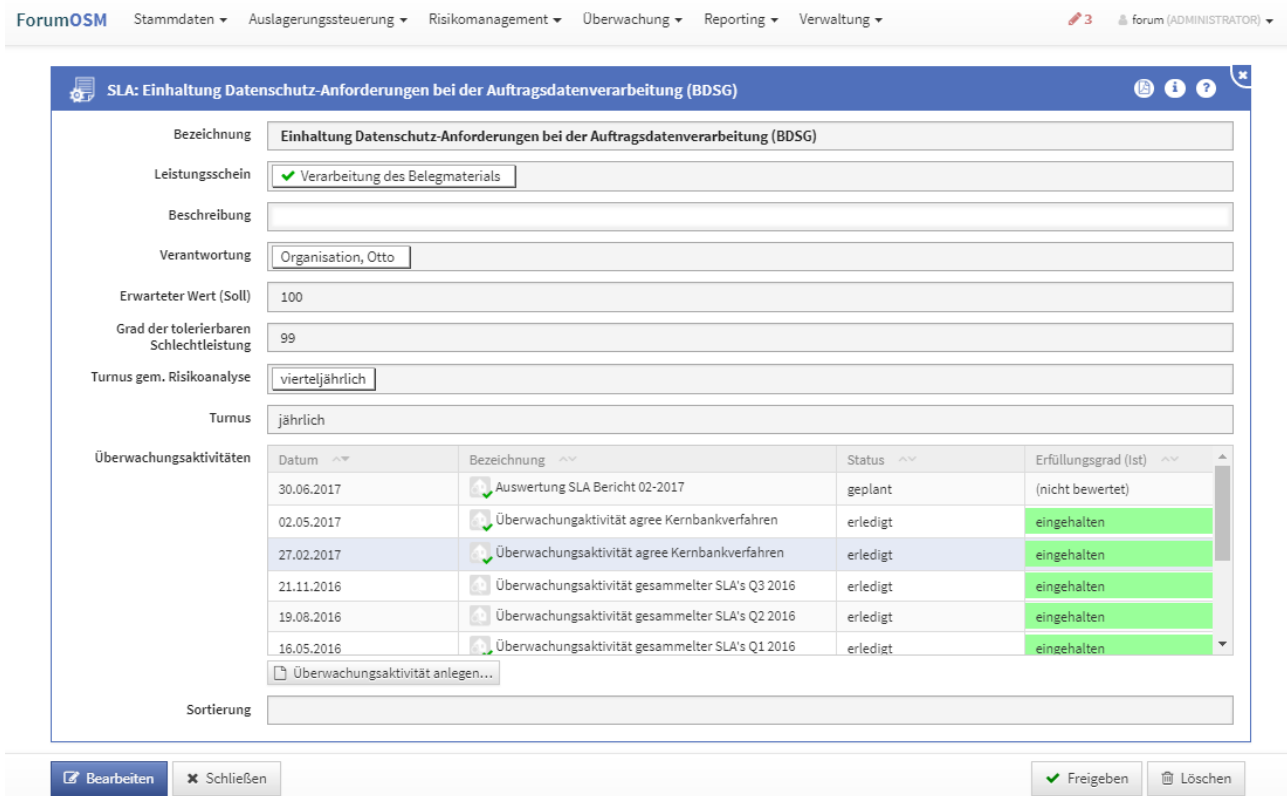 ForumOSM Stammdaten Auslagerungssteuerung Risikomanagement Überwachung Reporting Verwaltung 3 forum (ADMINISTRATOR)
SLA: Einhaltung Datenschutz-Anforderungen bei der Auftragsdatenverarbeitung (BDSG)
Bezeichnung Einhaltung Datenschutz-Anforderungen bei der Auftragsdatenverarbeitung (BDSG)
Leistungsschein Verarbeitung des Belegmaterials
Beschreibung
Verantwortung Organisation, Otto
Erwarteter Wert (Soll) 100
Grad der tolerierbaren
Schlechtleistung 99
Turnus gem. Risikoanalyse vierteljährlich
Turnus jährlich
Überwachungsaktivitäten Datum Bezeichnung Status Erfüllungsgrad (Ist)
30.06.2017 Auswertung SLA Bericht 02-2017 geplant (nicht bewertet)
02.05.2017 Überwachungaktivität agree Kernbankverfahren erledigt eingehalten
27.02.2017 Überwachungsaktivität agree Kernbankverfahren erledigt eingehalten
21.11.2016 Überwachungsaktivität gesammelter SLA's Q3 2016 erledigt eingehalten
19.08.2016 Überwachungsaktivität gesammelter SLA's Q2 2016 erledigt eingehalten
16.05.2016 Überwachungsaktivität gesammelter SLA's Q1 2016 erledigt eingehalten
Überwachungsaktivität anlegen...
Sortierung
Bearbeiten Schließen Freigeben Löschen